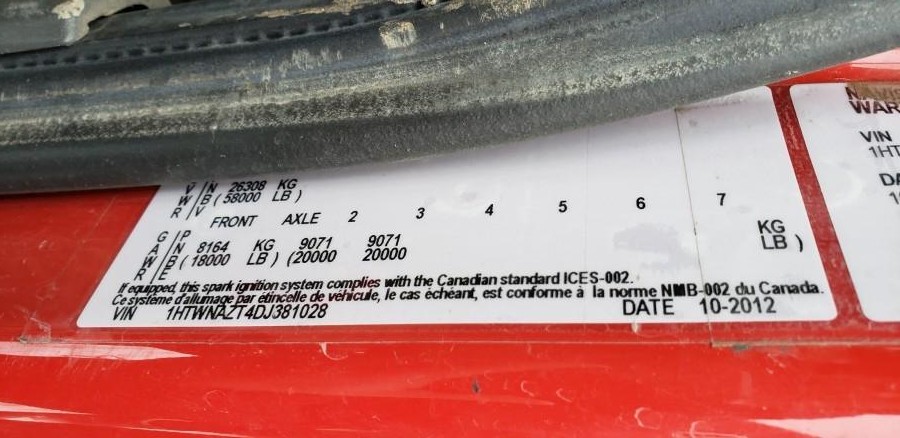 V / N 26308 KG
W / B ( 58000 LB )
R / V
FRONT AXLE 2 3 4 5 6 7
G / P
A / N 8164 KG 9071 9071 KG
W / B ( 18000 LB ) ( 20000 20000 LB )
R / E
If equipped, this spark ignition system complies with the Canadian standard ICES-002.
Ce système d'allumage par étincelle de véhicule, le cas échéant, est conforme à la norme NMB-002 du Canada.
VIN 1HTWNAZT4DJ381028 DATE 10-2012
WAR
VIN
1HT
DA